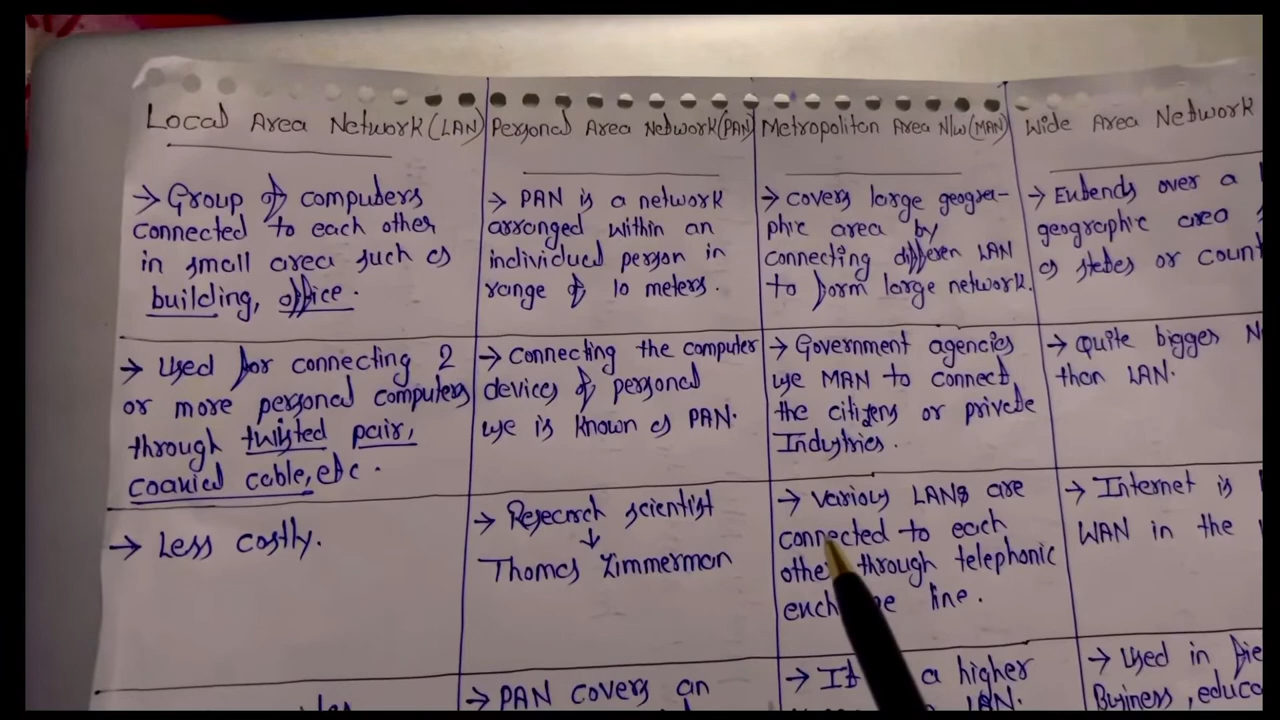 Local Area Network (LAN)
→ Group of computers
connected to each other
in small area such as
building, office.
→ Used for connecting 2
or more personal computers
through twisted pair,
coaxial cable, etc.
→ Less costly.
Personal Area Network (PAN)
→ PAN is a network
arranged within an
individual person in
range of 10 meters.
→ Connecting the computer
devices of personal
use is known as PAN.
→ Research scientist
↓
Thomas Zimmerman
→ PAN covers an
Metropolitan Area N/w (MAN)
→ covers large geogra-
phic area by
connecting differen LAN
to form large network.
→ Government agencies
use MAN to connect
the citizens or private
Industries.
→ Various LANs are
connected to each
other through telephonic
line.
→ a higher
LAN.
Wide Area Network
→ Extends over a
geographic area
as states or
→ Quite bigger
than LAN.
→ Internet is
WAN in the
→ Used in
Business,